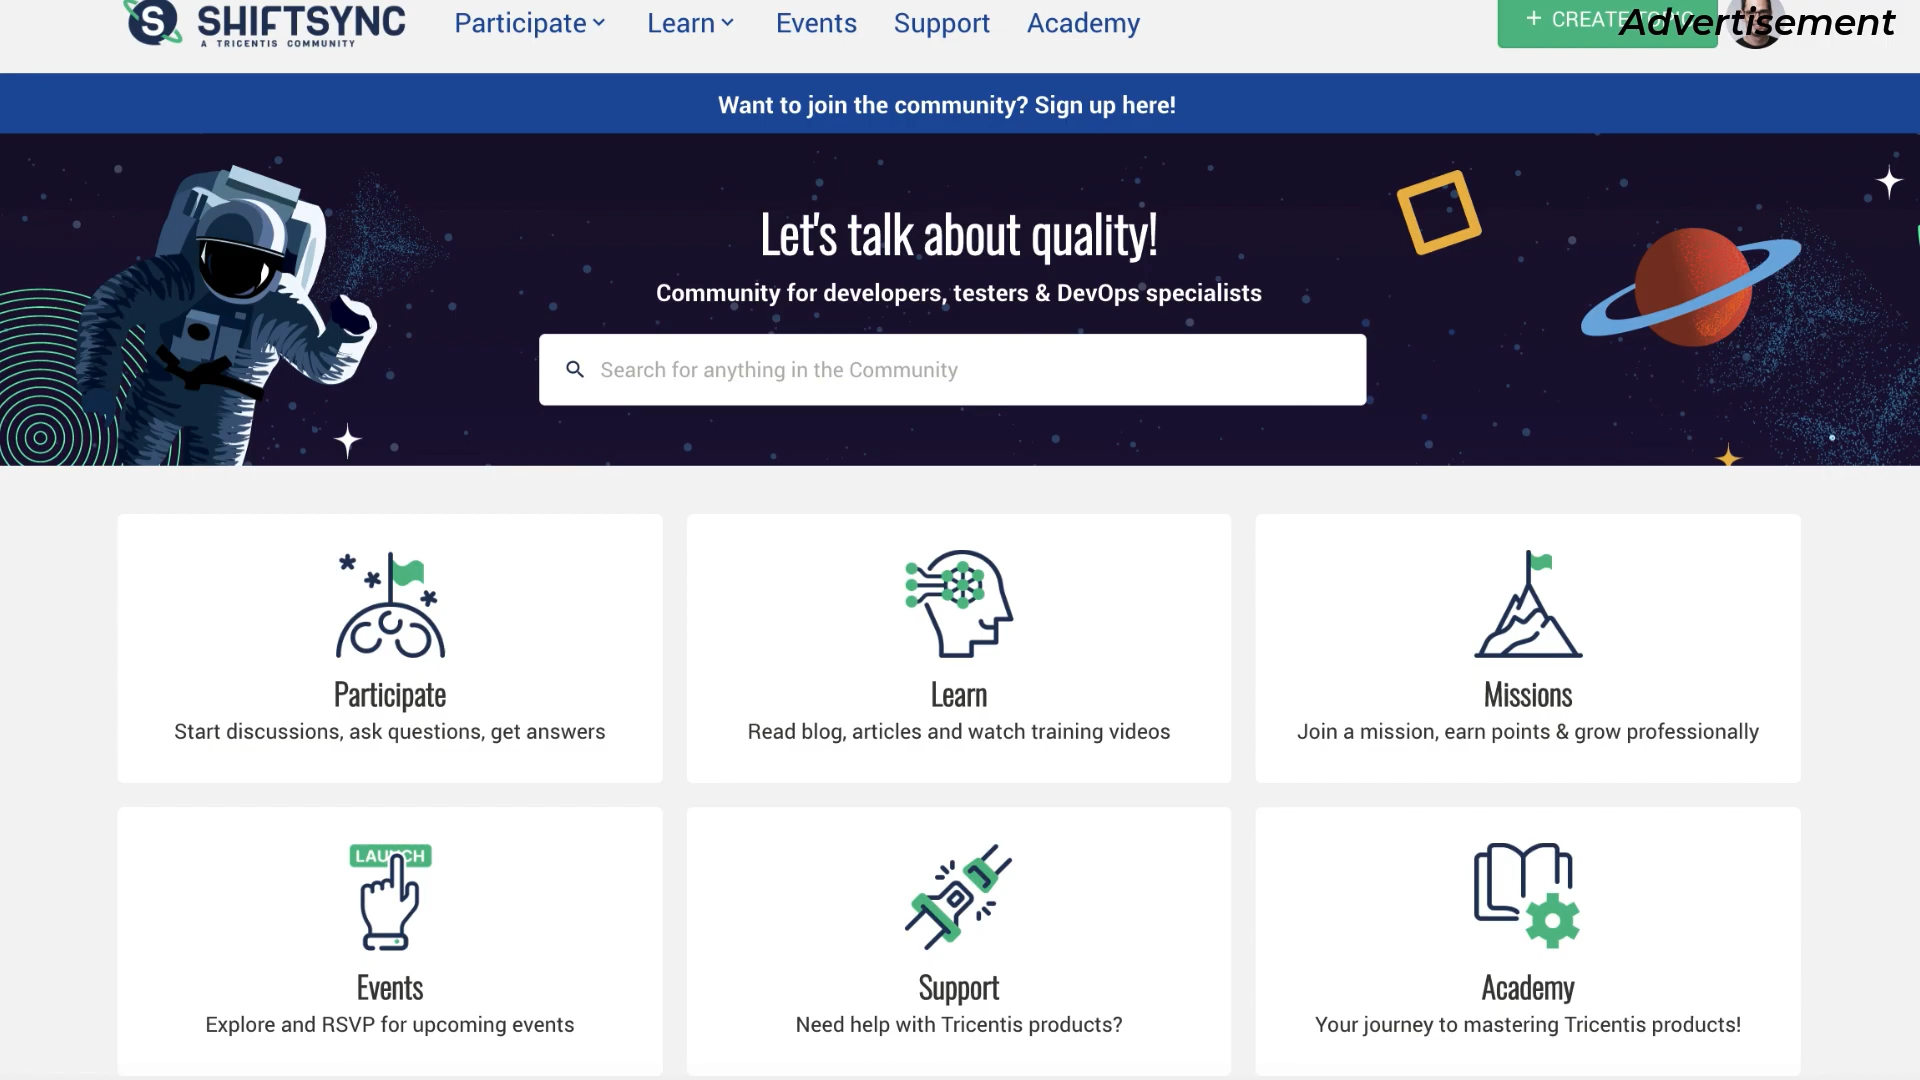 SHIFTSYNC
A TRICENTIS COMMUNITY
Participate
Learn
Events
Support
Academy
+ CREATE TOPIC
Advertisement
Want to join the community? Sign up here!
Let's talk about quality!
Community for developers, testers & DevOps specialists
Search for anything in the Community
Participate
Start discussions, ask questions, get answers
Learn
Read blog, articles and watch training videos
Missions
Join a mission, earn points & grow professionally
LAUNCH
Events
Explore and RSVP for upcoming events
Support
Need help with Tricentis products?
Academy
Your journey to mastering Tricentis products!